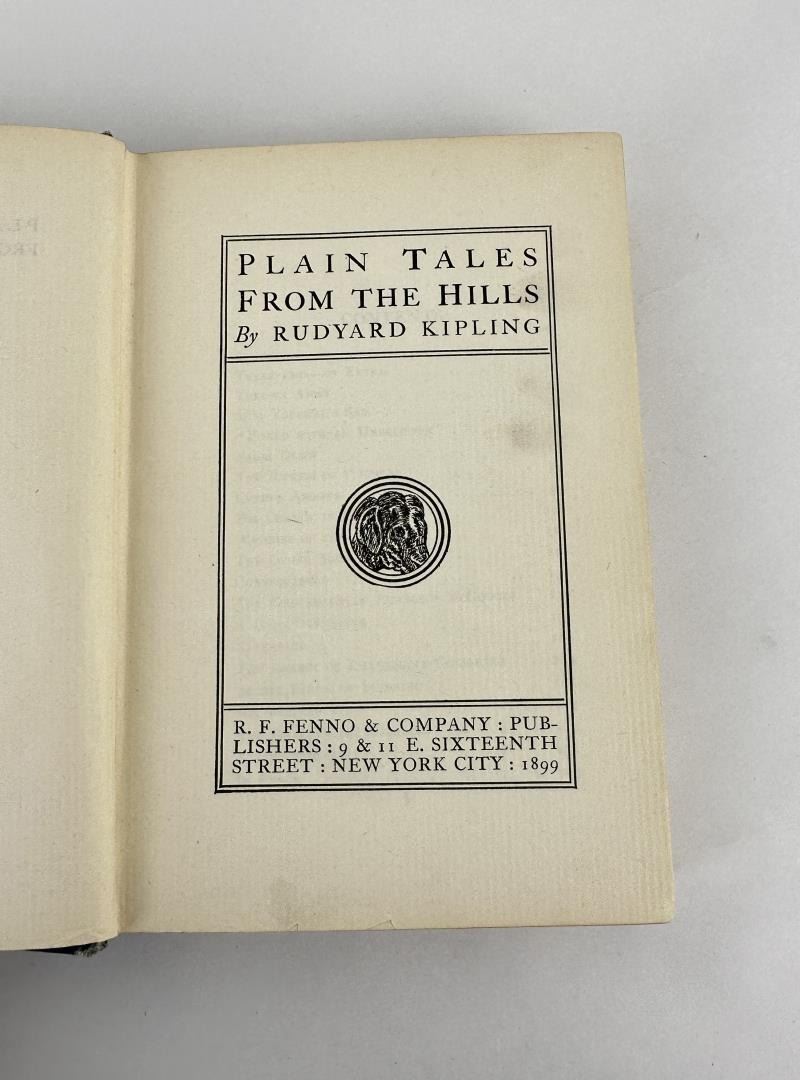 PLAIN TALES
FROM THE HILLS
By RUDYARD KIPLING
R. F. FENNO & COMPANY : PUB-
LISHERS : 9 & 11 E. SIXTEENTH
STREET : NEW YORK CITY : 1899